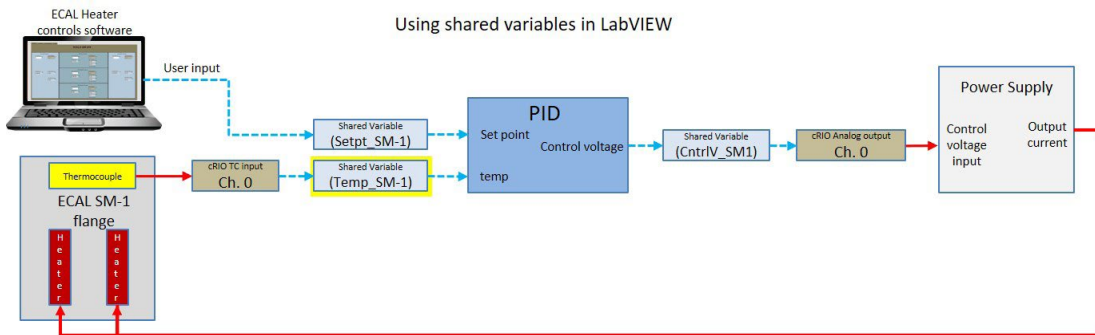 ECAL Heater
controls software
Using shared variables in LabVIEW
User input
Shared Variable
(Setpt_SM-1)
PID
Set point
Control voltage
temp
Shared Variable
(CntrlV_SM1)
cRIO Analog output
Ch. 0
Power Supply
Control
voltage
input
Output
current
Thermocouple
cRIO TC input
Ch. 0
Shared Variable
(Temp_SM-1)
ECAL SM-1
flange
Heater
Heater